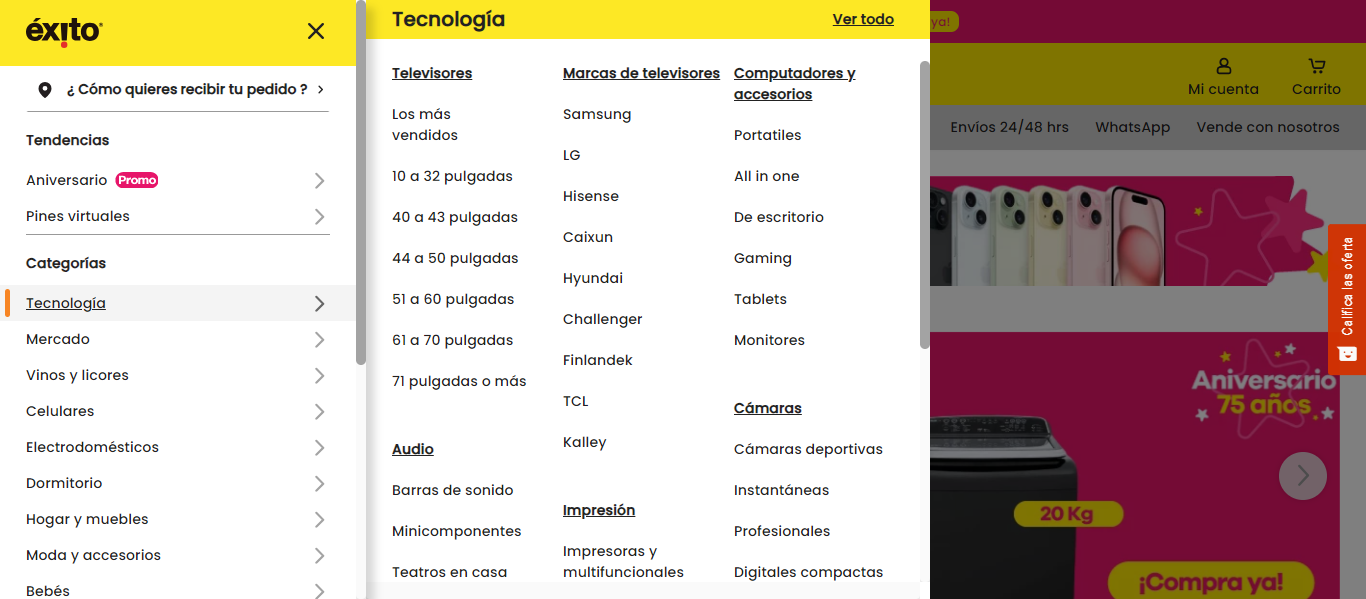 éxito
¿ Cómo quieres recibir tu pedido ?
Tendencias
Aniversario Promo
Pines virtuales
Categorías
Tecnología
Mercado
Vinos y licores
Celulares
Electrodomésticos
Dormitorio
Hogar y muebles
Moda y accesorios
Bebés
Tecnología
Ver todo
Televisores
Los más
vendidos
10 a 32 pulgadas
40 a 43 pulgadas
44 a 50 pulgadas
51 a 60 pulgadas
61 a 70 pulgadas
71 pulgadas o más
Audio
Barras de sonido
Minicomponentes
Teatros en casa
Marcas de televisores
Samsung
LG
Hisense
Caixun
Hyundai
Challenger
Finlandek
TCL
Kalley
Impresión
Impresoras y
multifuncionales
Computadores y
accesorios
Portatiles
All in one
De escritorio
Gaming
Tablets
Monitores
Cámaras
Cámaras deportivas
Instantáneas
Profesionales
Digitales compactas
ya!
Mi cuenta
Carrito
Envíos 24/48 hrs
WhatsApp
Vende con nosotros
Califica las oferta
Aniversario
75 años
20 Kg
¡Compra ya!